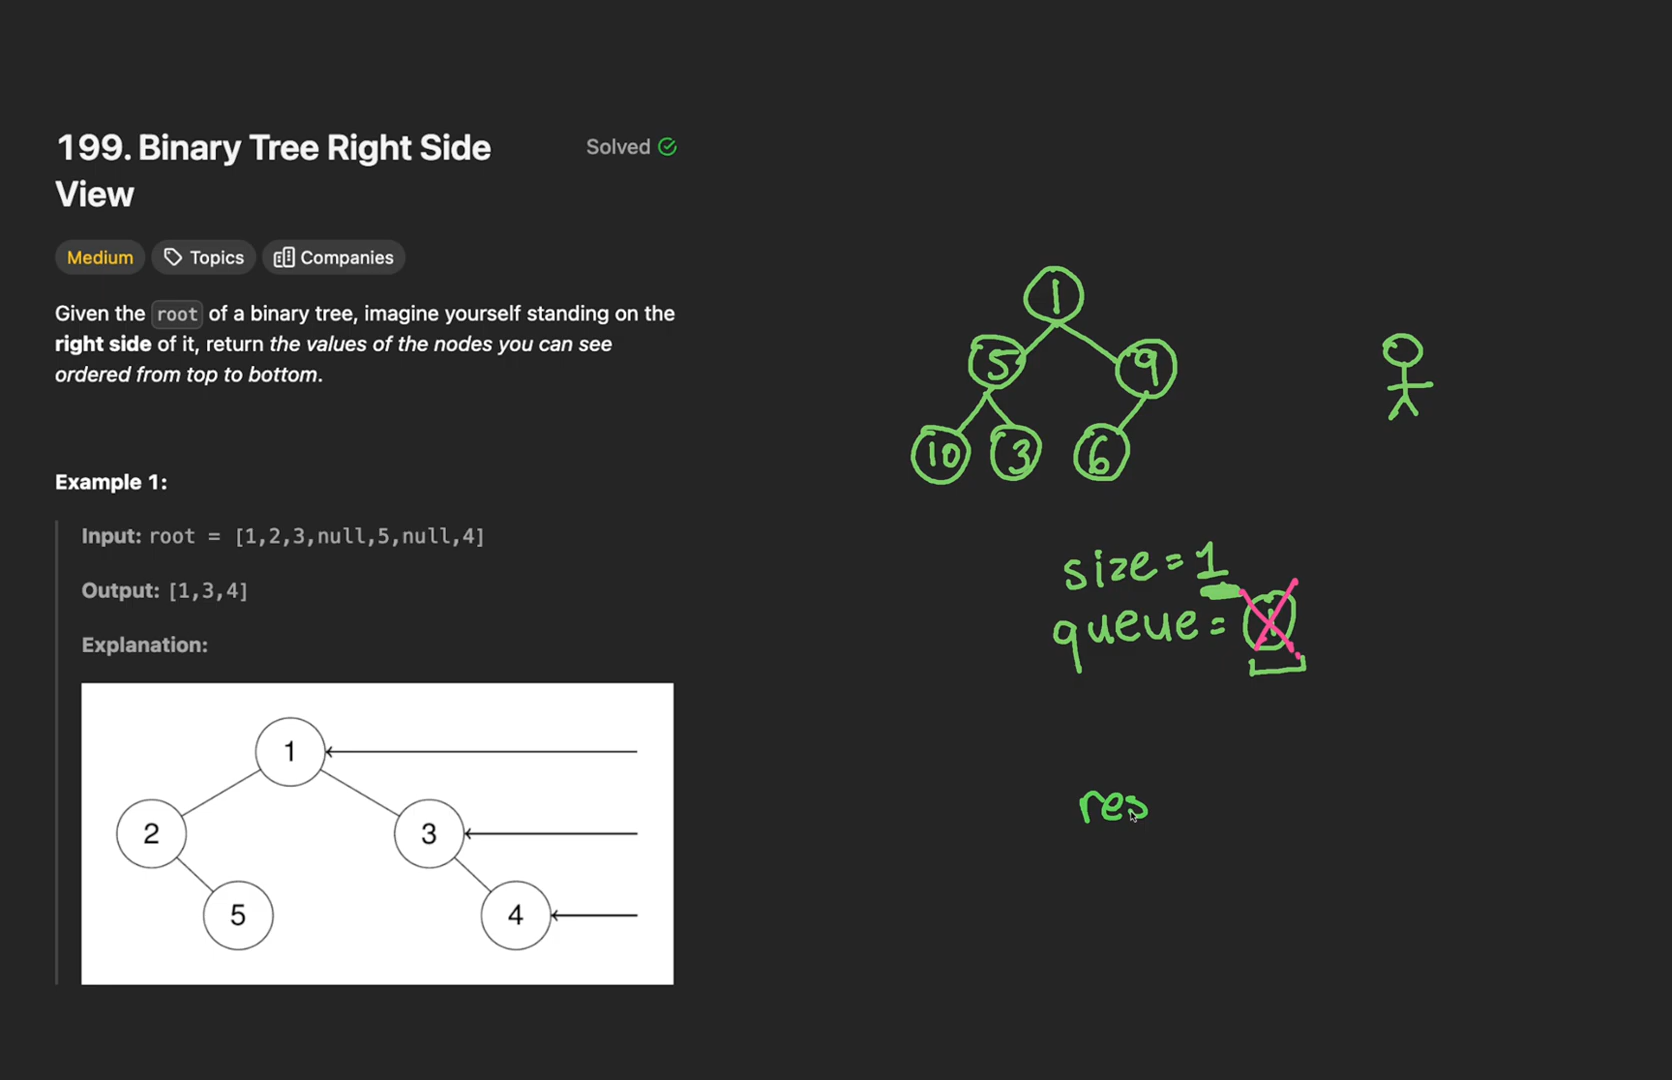 199. Binary Tree Right Side
View
Solved
Medium
Topics
Companies
Given the root of a binary tree, imagine yourself standing on the
right side of it, return the values of the nodes you can see
ordered from top to bottom.
Example 1:
Input: root = [1,2,3,null,5,null,4]
Output: [1,3,4]
Explanation:
1
2
3
5
4
1
5
9
10
3
6
size=1
queue=1
res